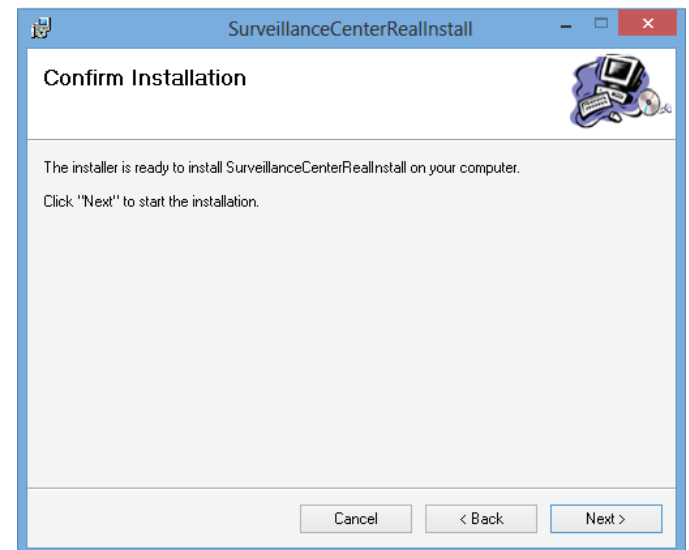 SurveillanceCenterRealInstall
Confirm Installation
The installer is ready to install SurveillanceCenterRealInstall on your computer.
Click "Next" to start the installation.
Cancel
< Back
Next >